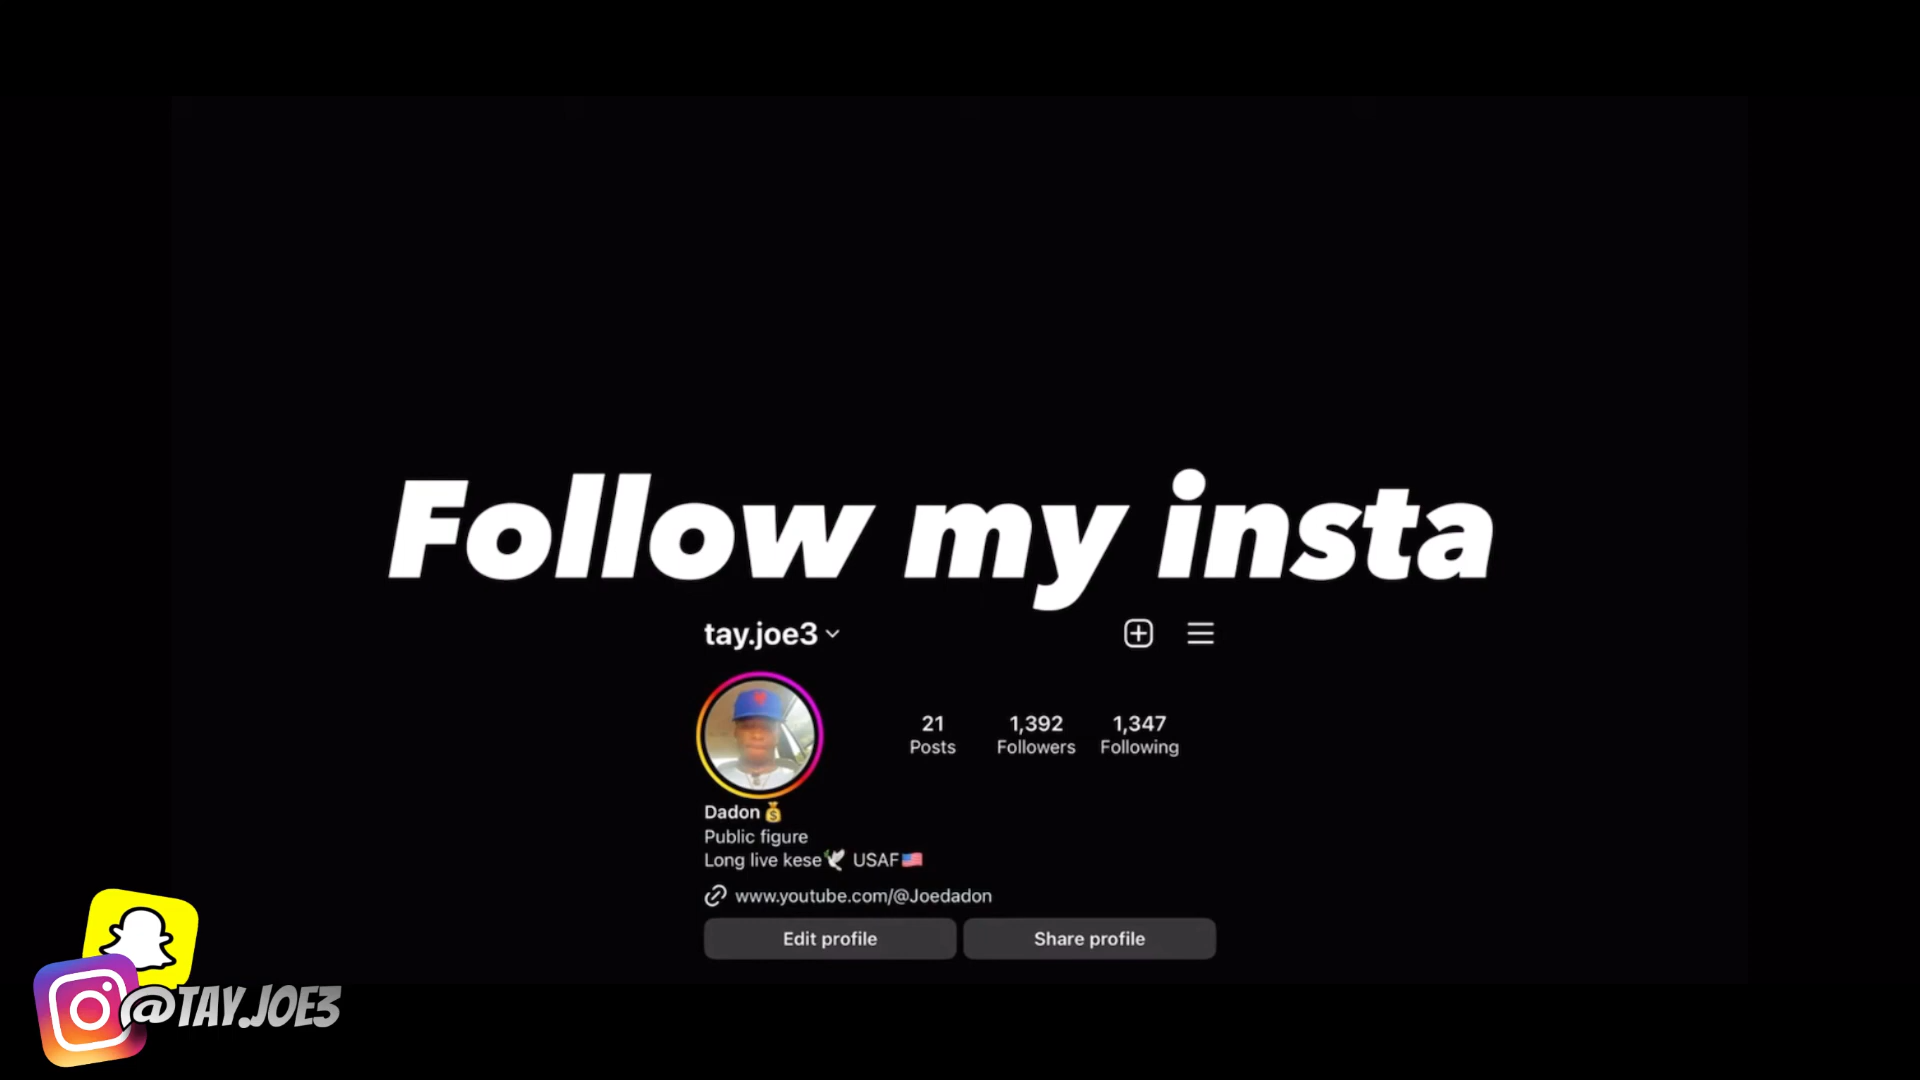 Follow my insta
tay.joe3
21 1,392 1,347
Posts Followers Following
Dadon💰
Public figure
Long live kese🕊️ USAF🇺🇸
www.youtube.com/@Joedadon
Edit profile Share profile
@TAY.JOE3